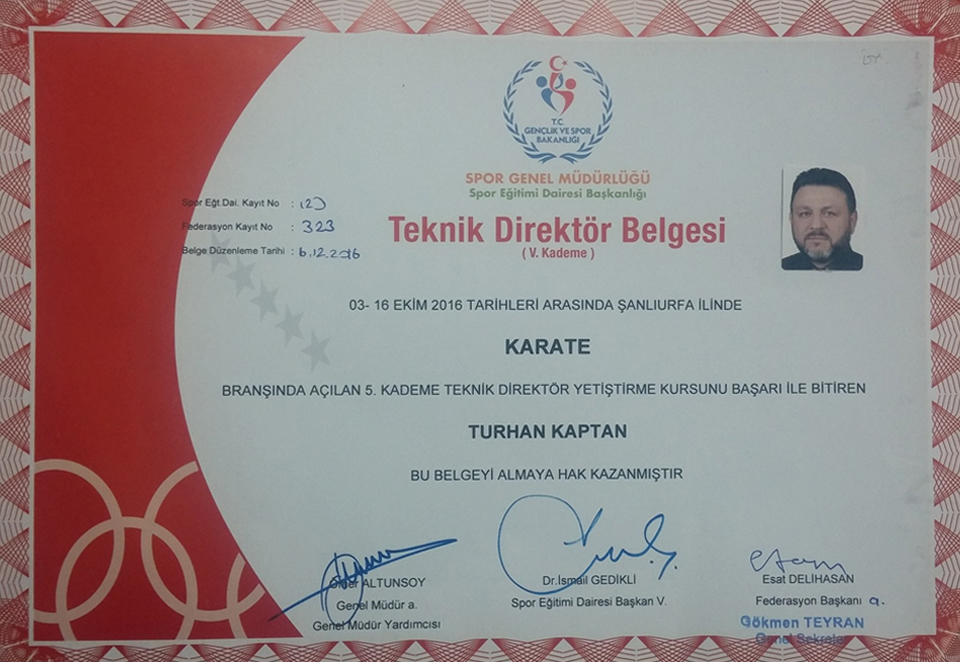 T.C.
GENÇLİK VE SPOR
BAKANLIĞI
SPOR GENEL MÜDÜRLÜĞÜ
Spor Eğitimi Dairesi Başkanlığı
Spor Eğt.Dai. Kayıt No :
Federasyon Kayıt No : 323
Belge Düzenleme Tarihi : 6.12.2016
Teknik Direktör Belgesi
( V. Kademe )
03- 16 EKİM 2016 TARİHLERİ ARASINDA ŞANLIURFA İLİNDE
KARATE
BRANŞINDA AÇILAN 5. KADEME TEKNİK DİREKTÖR YETİŞTİRME KURSUNU BAŞARI İLE BİTİREN
TURHAN KAPTAN
BU BELGEYİ ALMAYA HAK KAZANMIŞTIR
ALTUNSOY
Genel Müdür a.
Genel Müdür Yardımcısı
Dr.İsmail GEDİKLİ
Spor Eğitimi Dairesi Başkan V.
Esat DELİHASAN
Federasyon Başkanı a.
Gökmen TEYRAN
Genel Sekreter